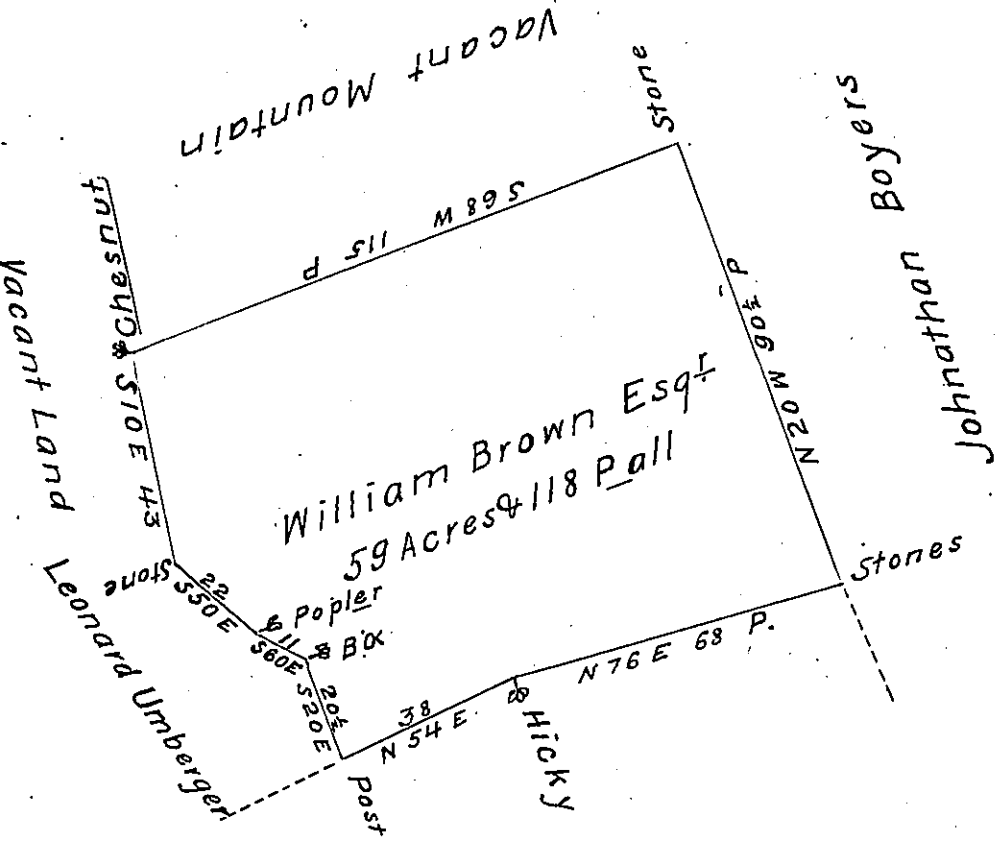 Vacant Mountain
Stone
Johnathan Boyers
Chesnut
S 68 W 115 P
N 20 W 90½ P
Vacant Land
S 10 E 43
William Brown Esqr
59 Acres & 118 P all
Stone
22
S 50 E
Popler
11
S 60 E
20½
S 20 E
Leonard Umberger
Post
38
N 54 E
Hicky
N 76 E 68 P.
Stones